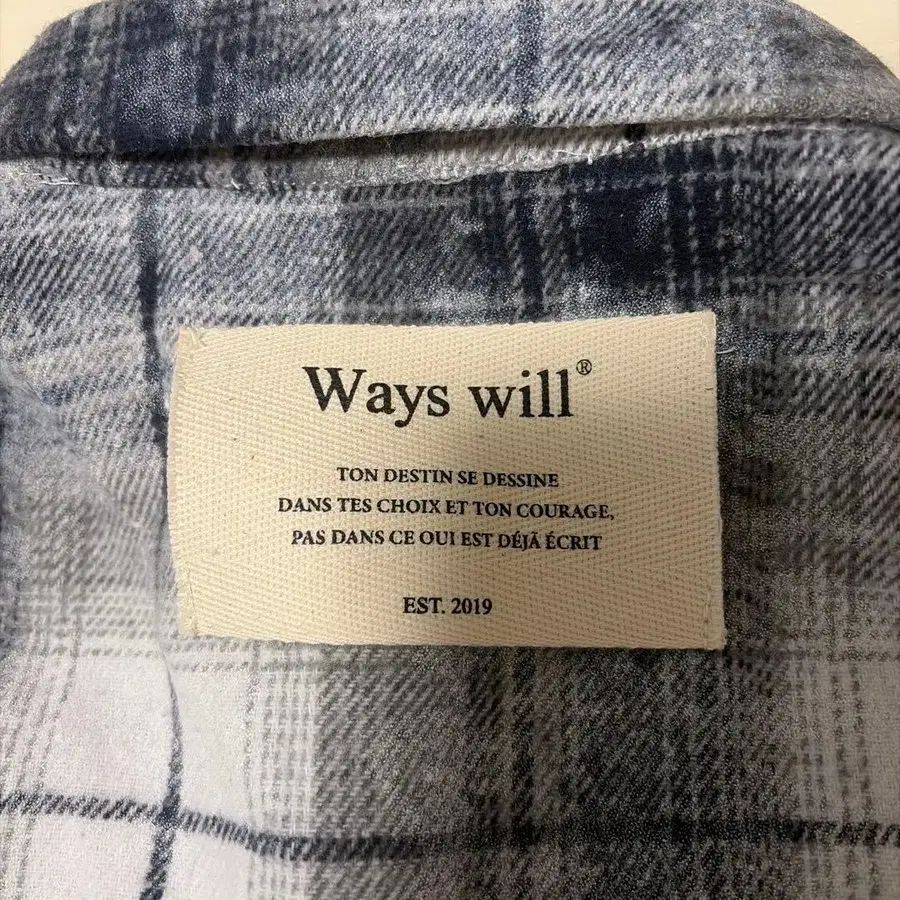 Ways will®
TON DESTIN SE DESSINE
DANS TES CHOIX ET TON COURAGE,
PAS DANS CE QUI EST DÉJÀ ÉCRIT
EST. 2019